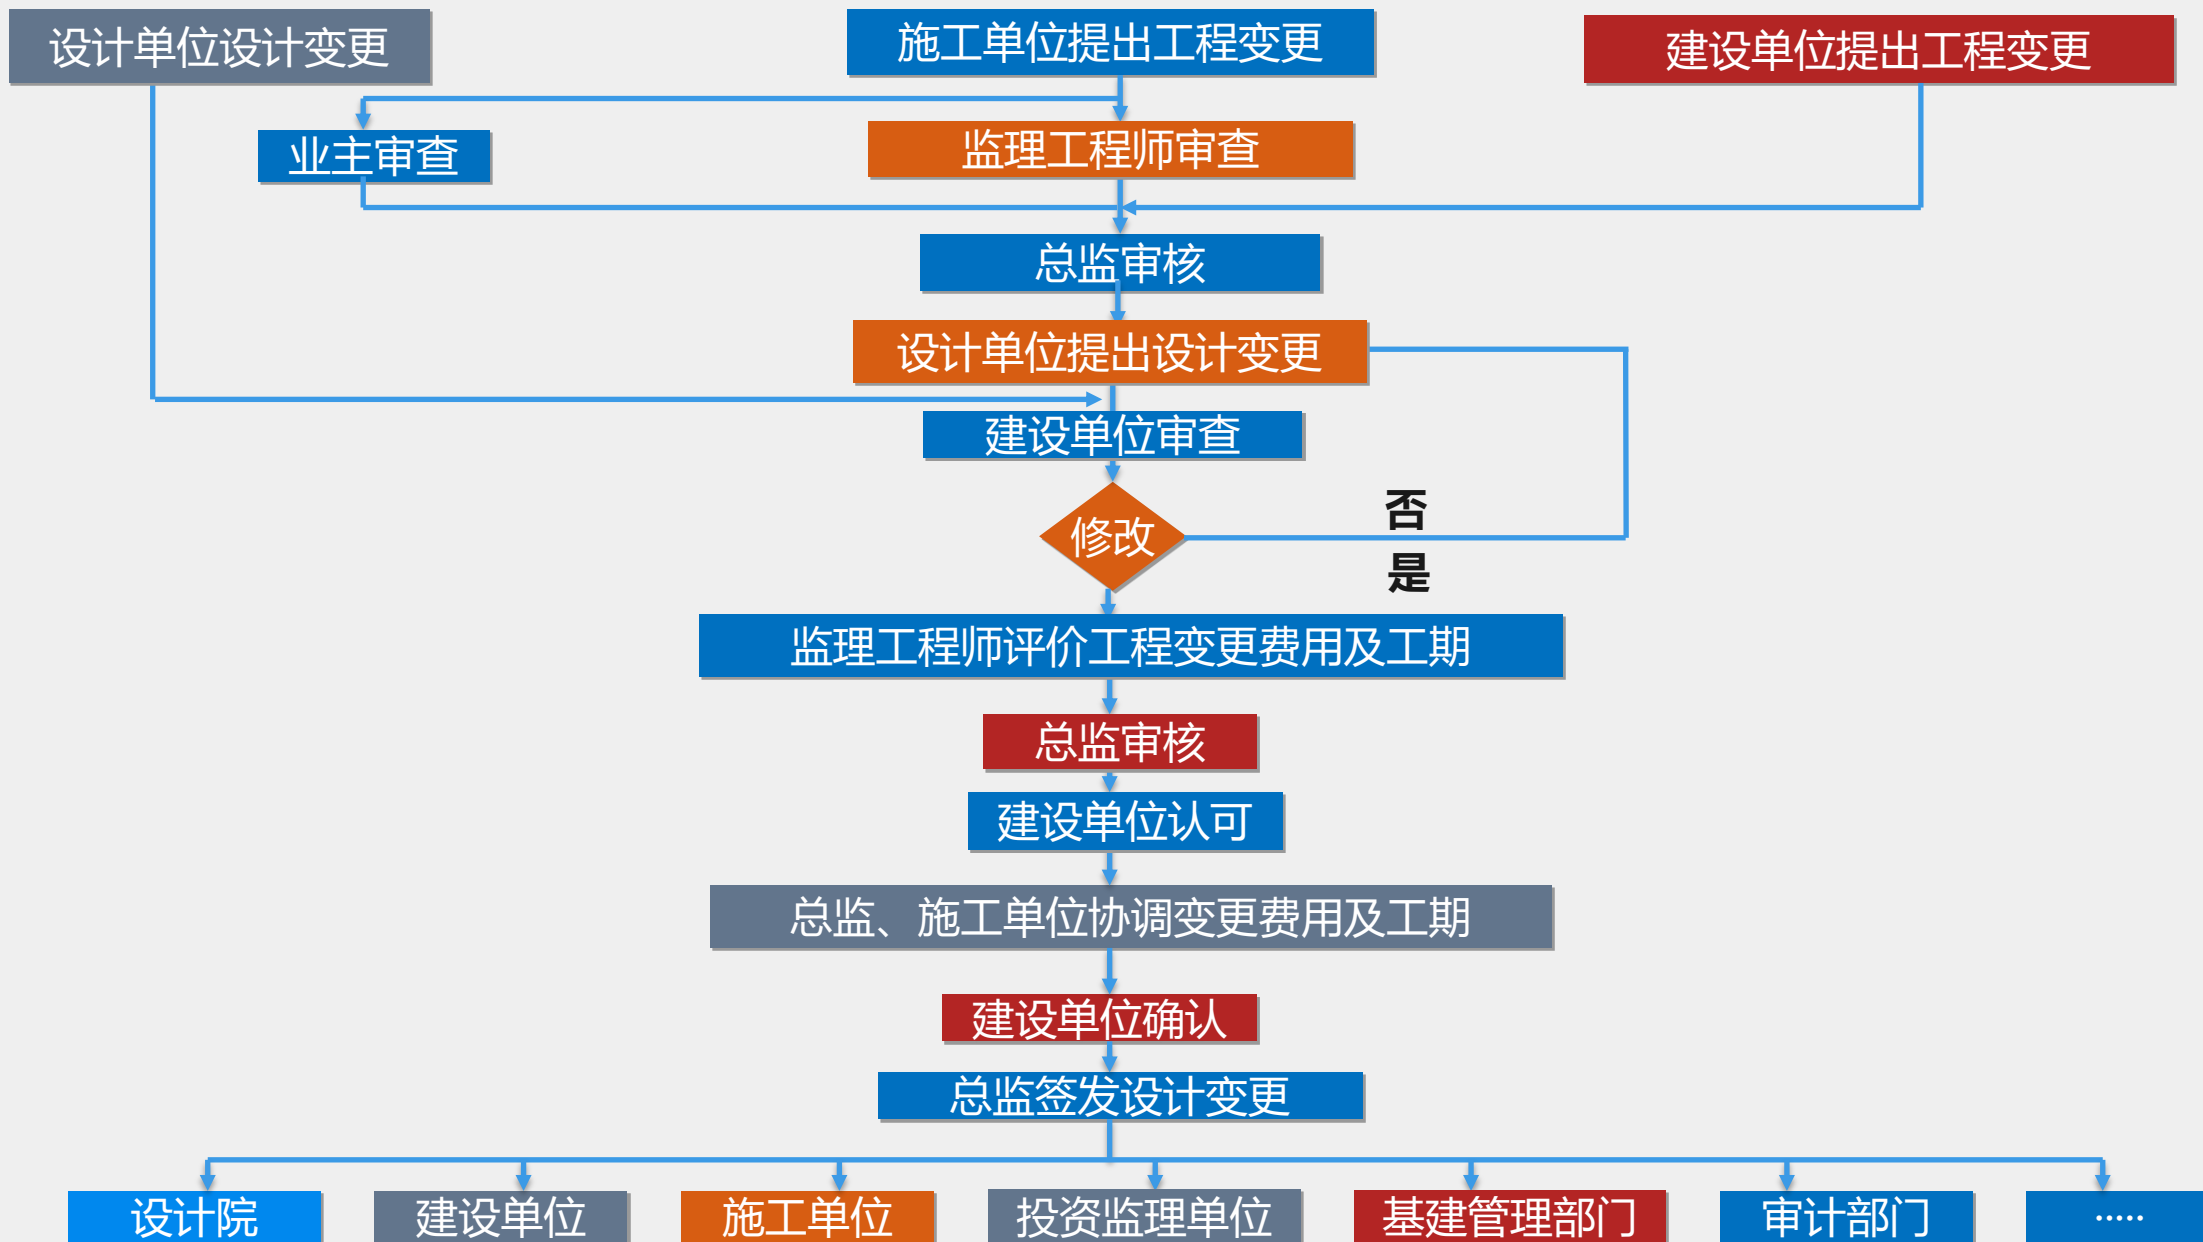 设计单位设计变更
施工单位提出工程变更
建设单位提出工程变更
业主审查
监理工程师审查
总监审核
设计单位提出设计变更
建设单位审查
修改
否
是
监理工程师评价工程变更费用及工期
总监审核
建设单位认可
总监、施工单位协调变更费用及工期
建设单位确认
总监签发设计变更
设计院
建设单位
施工单位
投资监理单位
基建管理部门
审计部门
·····